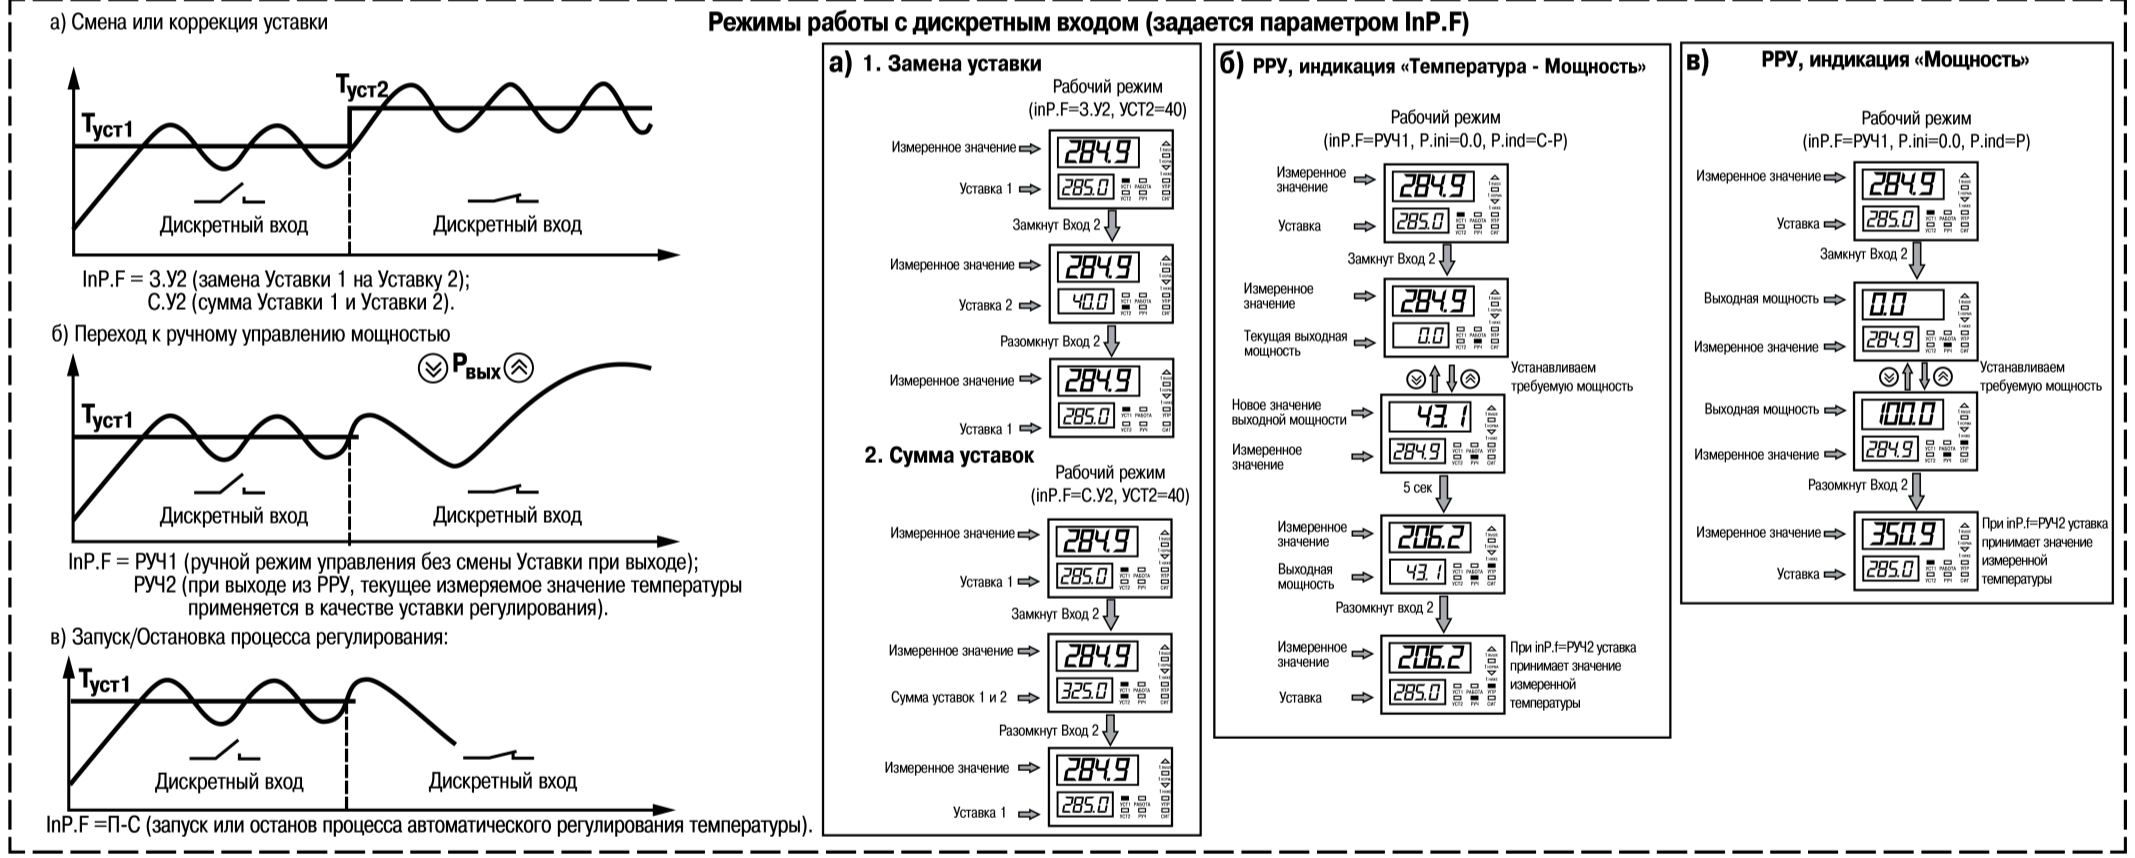 Режимы работы с дискретным входом (задается параметром InP.F)
а) Смена или коррекция уставки
Tуст1
Tуст2
Дискретный вход
Дискретный вход
InP.F = З.У2 (замена Уставки 1 на Уставку 2);
С.У2 (сумма Уставки 1 и Уставки 2).
б) Переход к ручному управлению мощностью
Pвых
Tуст1
Дискретный вход
Дискретный вход
InP.F = РУЧ1 (ручной режим управления без смены Уставки при выходе);
РУЧ2 (при выходе из РРУ, текущее измеряемое значение температуры
применяется в качестве уставки регулирования).
в) Запуск/Остановка процесса регулирования:
Tуст1
Дискретный вход
Дискретный вход
InP.F =П-С (запуск или останов процесса автоматического регулирования температуры).
а) 1. Замена уставки
Рабочий режим
(inP.F=З.У2, УСТ2=40)
Измеренное значение
284.9
Уставка 1
285.0
Замкнут Вход 2
Измеренное значение
284.9
Уставка 2
40.0
Разомкнут Вход 2
Измеренное значение
284.9
285.0
Уставка 1
2. Сумма уставок
Рабочий режим
(inP.F=С.У2, УСТ2=40)
Измеренное значение
284.9
Уставка 1
285.0
Замкнут Вход 2
Измеренное значение
284.9
Сумма уставок 1 и 2
325.0
Разомкнут Вход 2
Измеренное значение
284.9
Уставка 1
285.0
б) РРУ, индикация «Температура - Мощность»
Рабочий режим
(inP.F=РУЧ1, P.ini=0.0, P.ind=C-P)
Измеренное
значение
284.9
Уставка
285.0
Замкнут Вход 2
Измеренное
значение
284.9
Текущая выходная
мощность
0.0
Устанавливаем
требуемую мощность
Новое значение
выходной мощности
43.1
Измеренное
значение
284.9
5 сек
Измеренное
значение
206.2
Выходная
мощность
43.1
Разомкнут вход 2
Измеренное
значение
206.2
Уставка
285.0
При inP.f=РУЧ2 уставка
принимает значение
измеренной
температуры
в) РРУ, индикация «Мощность»
Рабочий режим
(inP.F=РУЧ1, P.ini=0.0, P.ind=P)
Измеренное значение
284.9
Уставка
285.0
Замкнут Вход 2
Выходная мощность
0.0
Измеренное значение
284.9
Устанавливаем
требуемую мощность
Выходная мощность
100.0
Измеренное значение
284.9
Разомкнут Вход 2
Измеренное значение
350.9
Уставка
285.0
При inP.f=РУЧ2 уставка
принимает значение
измеренной
температуры